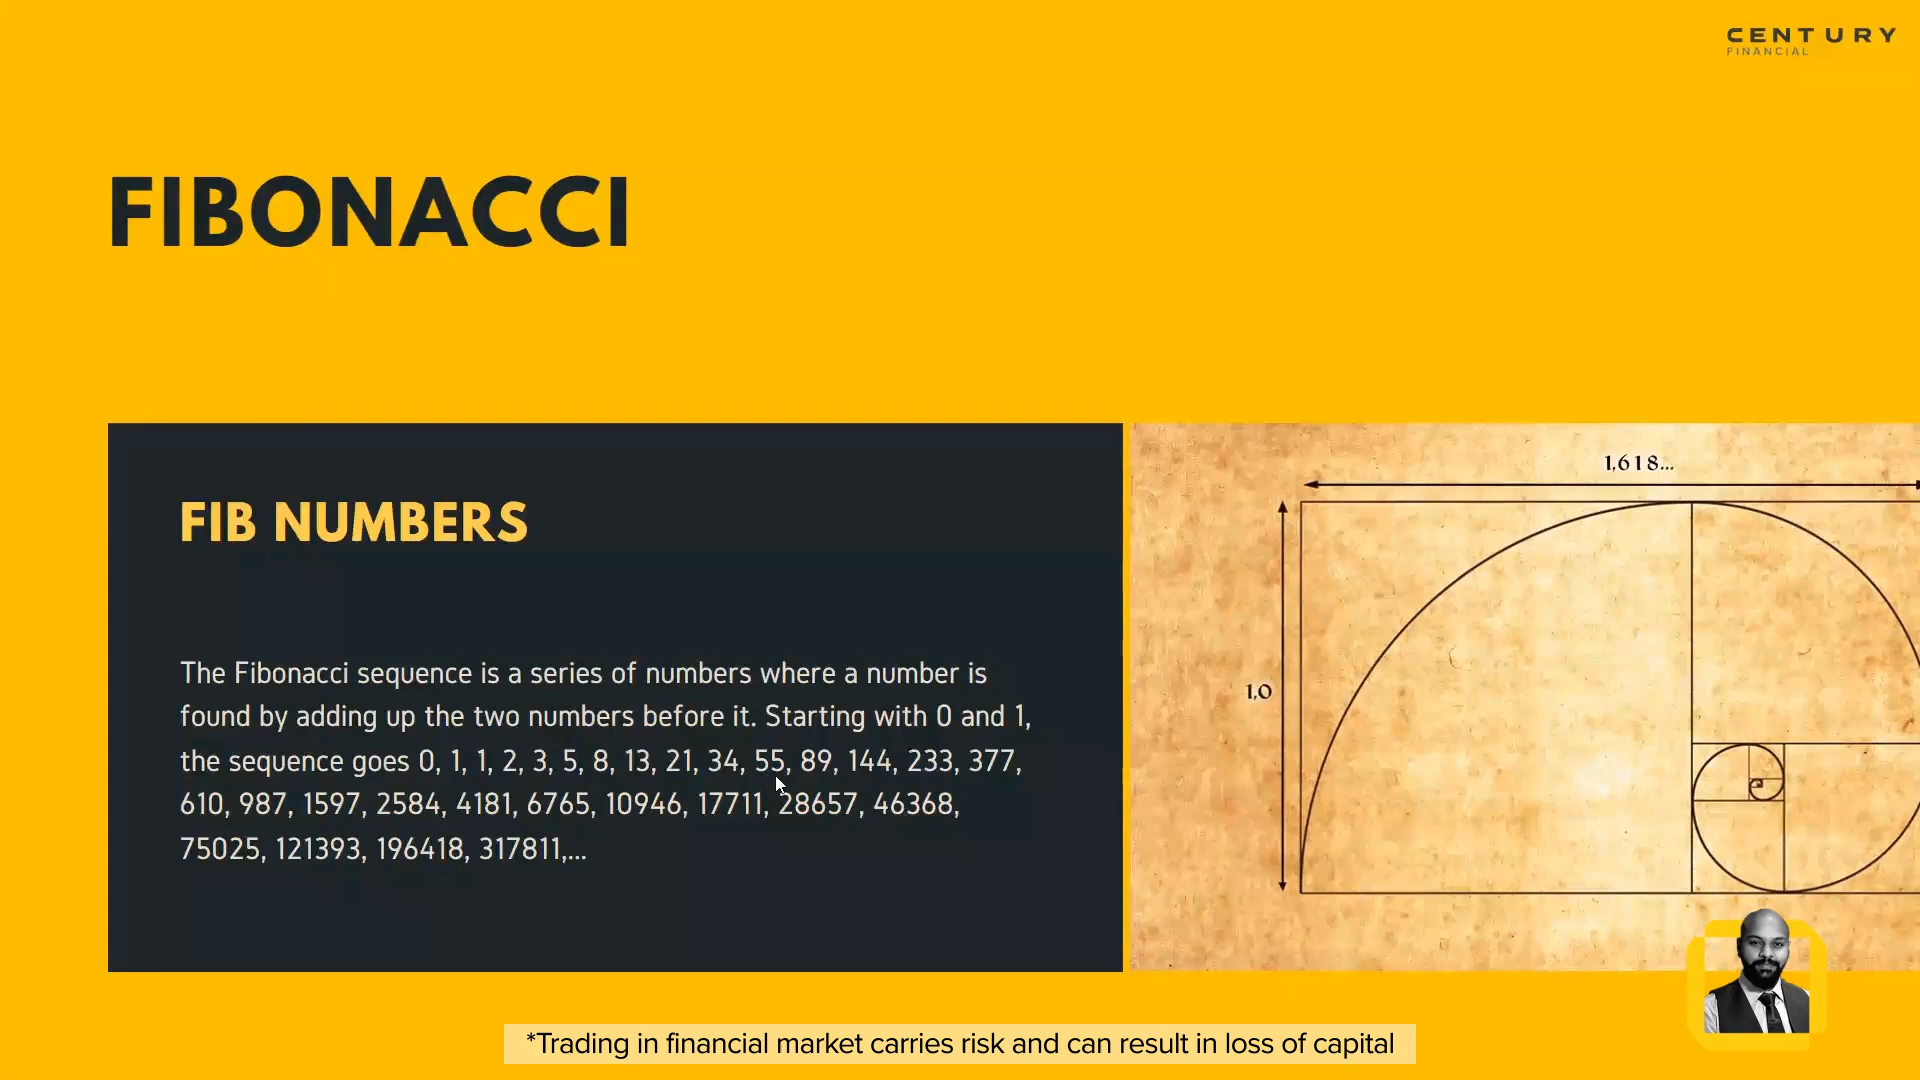 CENTURY
FINANCIAL
FIBONACCI
FIB NUMBERS
The Fibonacci sequence is a series of numbers where a number is
found by adding up the two numbers before it. Starting with 0 and 1,
the sequence goes 0, 1, 1, 2, 3, 5, 8, 13, 21, 34, 55, 89, 144, 233, 377,
610, 987, 1597, 2584, 4181, 6765, 10946, 17711, 28657, 46368,
75025, 121393, 196418, 317811,...
1,618...
1,0
*Trading in financial market carries risk and can result in loss of capital